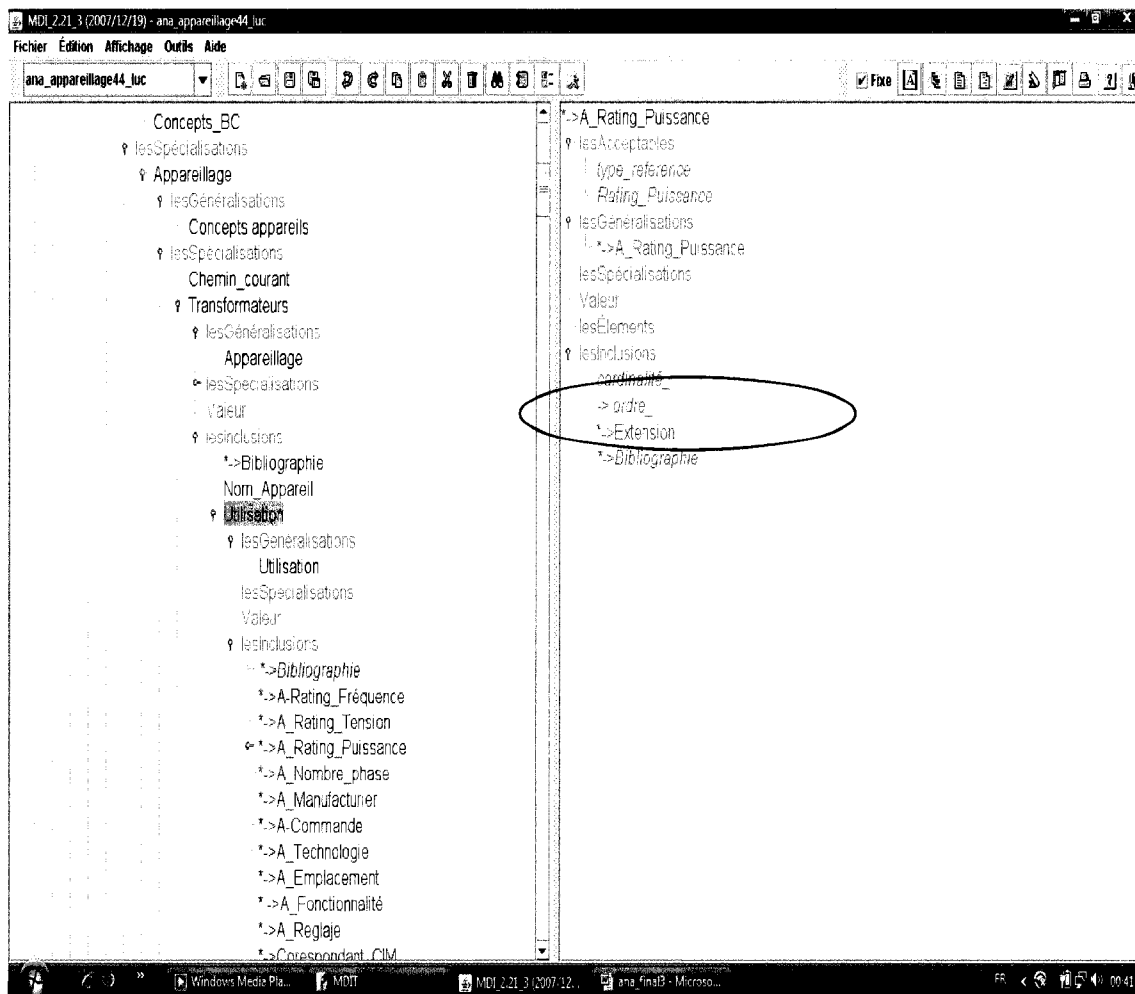 MDI_2.21_3 (2007/12/19) - ana_appareillage44_luc
Fichier Édition Affichage Outils Aide
ana_appareillage44_luc
Fixe
Concepts_BC
lesSpécialisations
Appareillage
lesGénéralisations
Concepts appareils
lesSpécialisations
Chemin_courant
Transformateurs
lesGénéralisations
Appareillage
lesSpécialisations
Valeur
lesInclusions
*->Bibliographie
Nom_Appareil
Utilisation
lesGénéralisations
Utilisation
lesSpécialisations
Valeur
lesInclusions
*->Bibliographie
*->A-Rating_Fréquence
*->A_Rating_Tension
*->A_Rating_Puissance
*->A_Nombre_phase
*->A_Manufacturier
*->A-Commande
*->A_Technologie
*->A_Emplacement
*->A_Fonctionnalité
*->A_Reglaje
*->Corespondant_CIM
*->A_Rating_Puissance
lesAcceptables
type_reference
Rating_Puissance
lesGénéralisations
*->A_Rating_Puissance
lesSpécialisations
Valeur
lesÉlements
lesInclusions
cardinalité_
-> ordre_
*->Extension
*->Bibliographie
Windows Media Pla... MDIT MDI_2.21_3 (2007/12... ana_final3 - Microso... FR 00:41